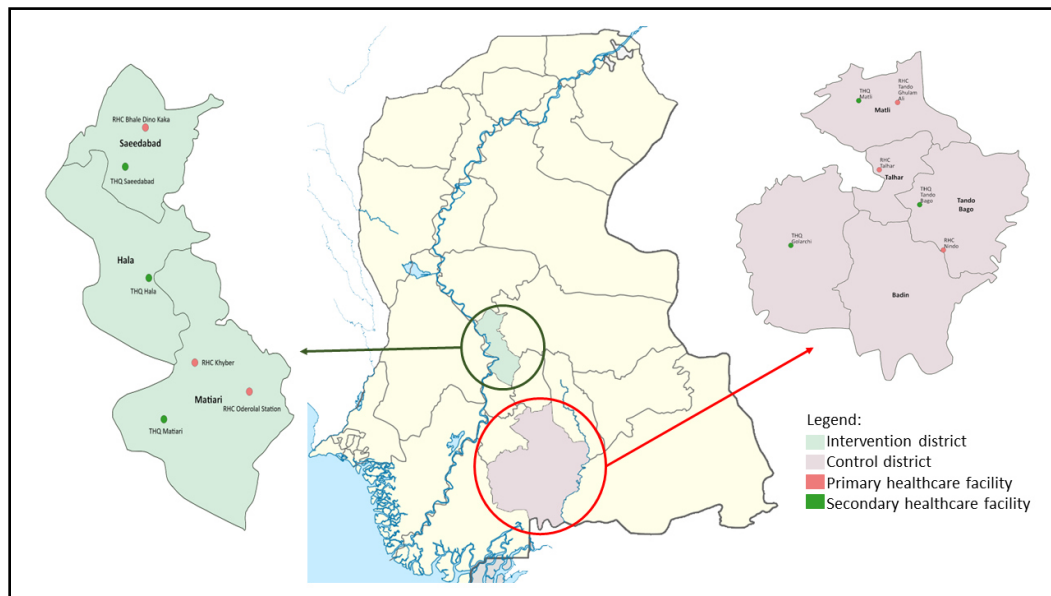 RHC Bhale Dino Kaka
Saeedabad
THQ Saeedabad
Hala
THQ Hala
RHC Khyber
Matiari
RHC Oderolal Station
THQ Matiari
THQ
Matli
RHC
Tando
Ghulam
Ali
Matli
RHC
Talhar
Talhar
THQ
Tando
Bago
Tando
Bago
THQ
Golarchi
RHC
Nindo
Badin
Legend:
Intervention district
Control district
Primary healthcare facility
Secondary healthcare facility